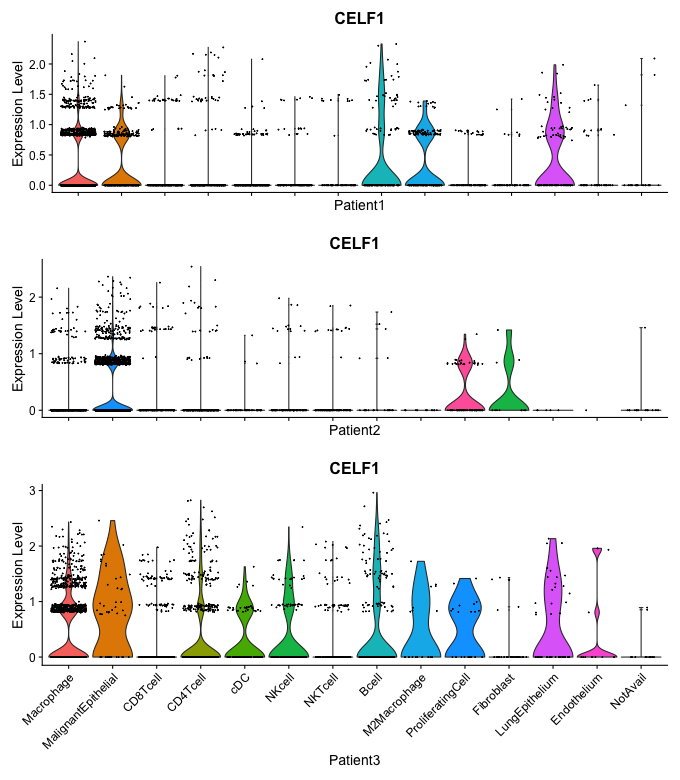 CELF1
Expression Level
2.0
1.5
1.0
0.5
0.0
Patient1
CELF1
Expression Level
2
1
0
Patient2
CELF1
Expression Level
3
2
1
0
Macrophage
MalignantEpithelial
CD8Tcell
CD4Tcell
cDC
NKcell
NKTcell
Bcell
M2Macrophage
ProliferatingCell
Fibroblast
LungEpithelium
Endothelium
NotAvail
Patient3